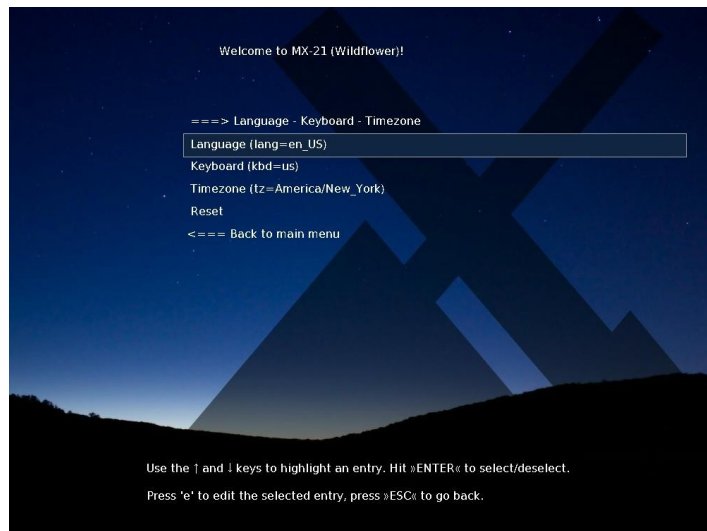 Welcome to MX-21 (Wildflower)!
===> Language - Keyboard - Timezone
Language (lang=en_US)
Keyboard (kbd=us)
Timezone (tz=America/New_York)
Reset
<=== Back to main menu
Use the ↑ and ↓ keys to highlight an entry. Hit »ENTER« to select/deselect.
Press 'e' to edit the selected entry, press »ESC« to go back.